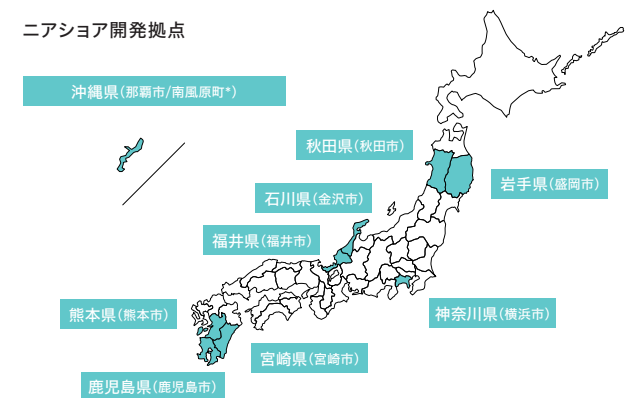 ニアショア開発拠点
沖縄県（那覇市/南風原町*）
秋田県（秋田市）
岩手県（盛岡市）
石川県（金沢市）
福井県（福井市）
熊本県（熊本市）
神奈川県（横浜市）
宮崎県（宮崎市）
鹿児島県（鹿児島市）